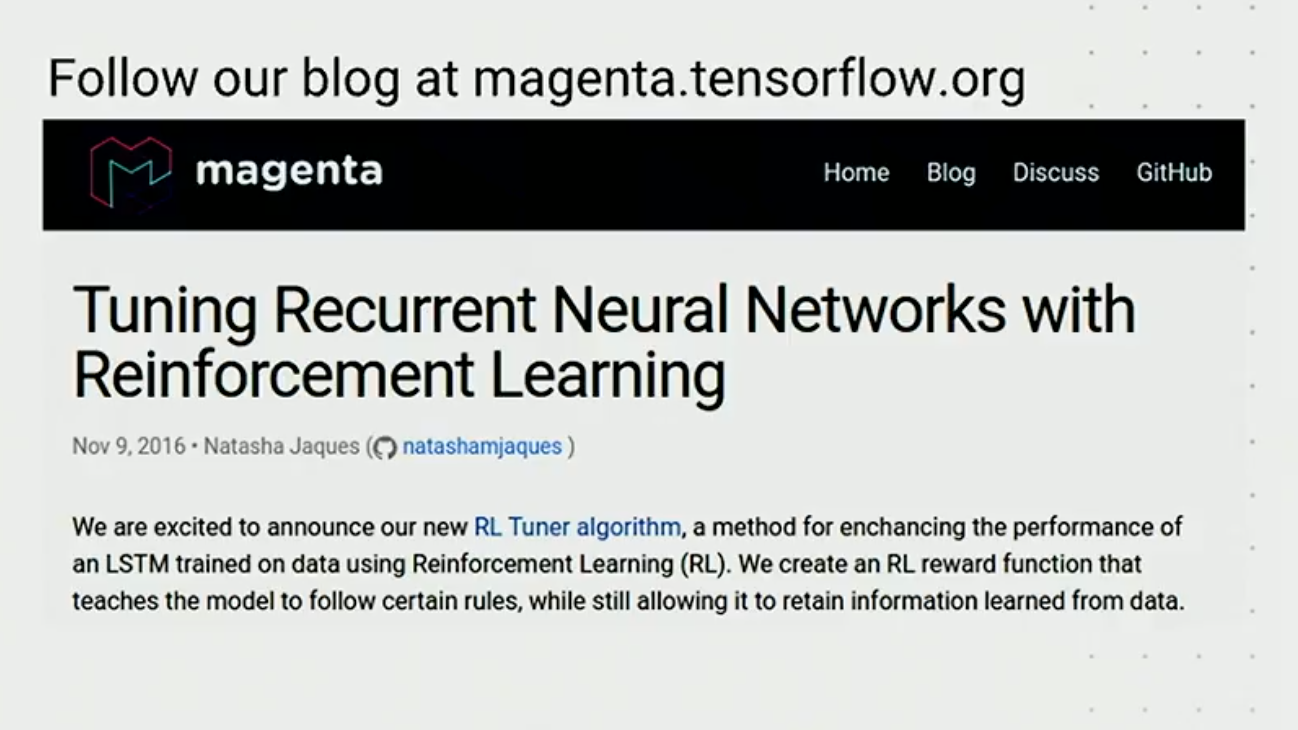 Follow our blog at magenta.tensorflow.org
magenta
Home Blog Discuss GitHub
Tuning Recurrent Neural Networks with
Reinforcement Learning
Nov 9, 2016 • Natasha Jaques ( natashamjaques )
We are excited to announce our new RL Tuner algorithm, a method for enchancing the performance of
an LSTM trained on data using Reinforcement Learning (RL). We create an RL reward function that
teaches the model to follow certain rules, while still allowing it to retain information learned from data.